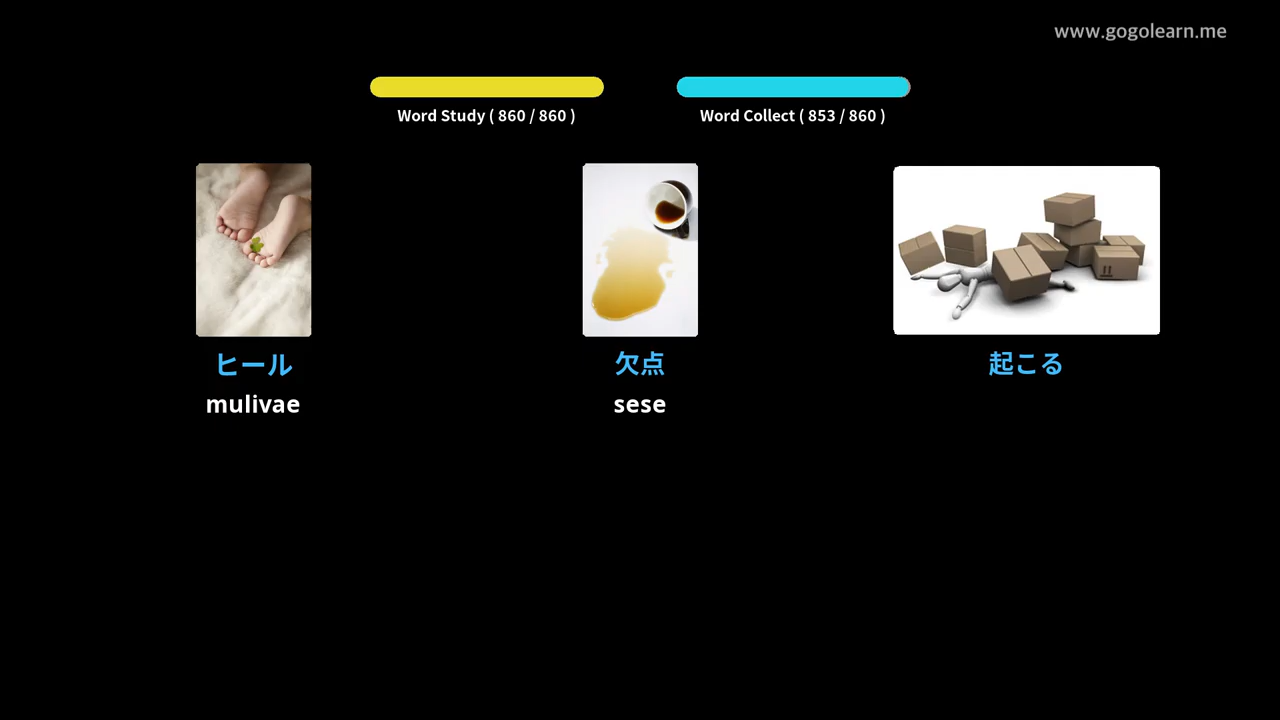 www.gogolearn.me
Word Study ( 860 / 860 )
Word Collect ( 853 / 860 )
ヒール
欠点
起こる
mulivae
sese